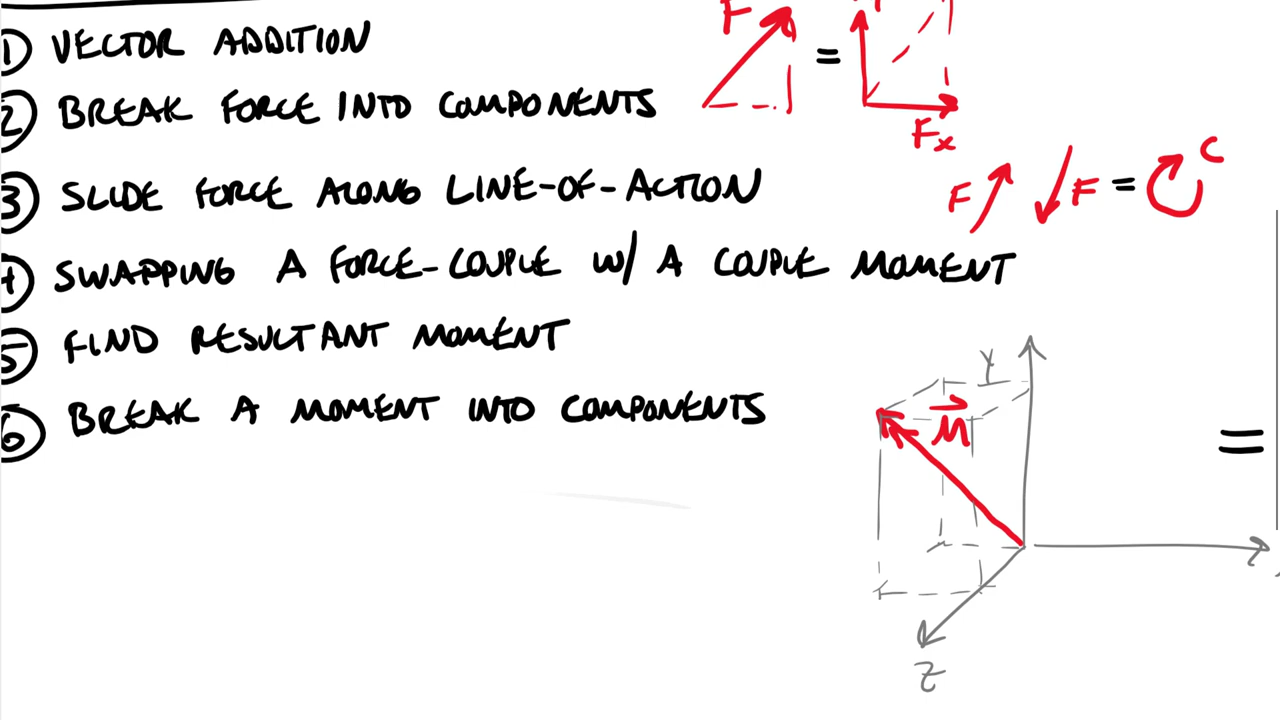 ① VECTOR ADDITION
② BREAK FORCE INTO COMPONENTS
③ SLIDE FORCE ALONG LINE-OF-ACTION
④ SWAPPING A FORCE-COUPLE W/ A COUPLE MOMENT
⑤ FIND RESULTANT MOMENT
⑥ BREAK A MOMENT INTO COMPONENTS
F =
Fx
F F = C
Y
M
=
Z